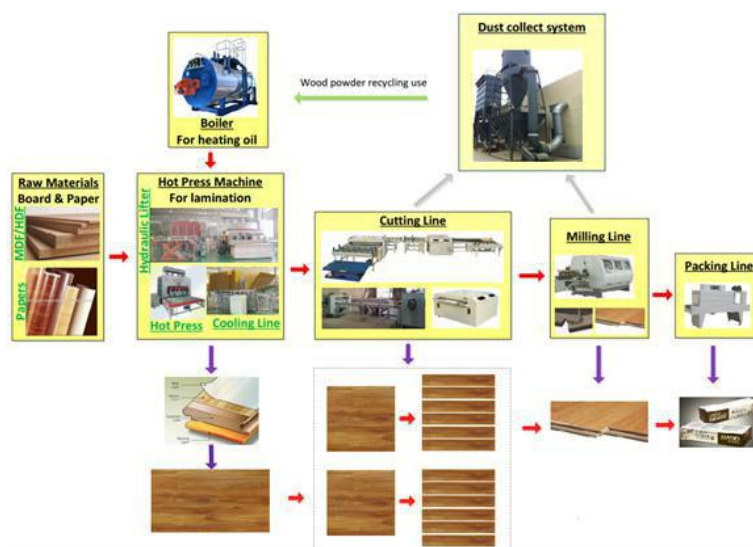 Dust collect system
Wood powder recycling use
Boiler
For heating oil
Raw Materials
Board & Paper
MDF/HDF
Papers
Hot Press Machine
For lamination
Hydraulic Lifter
Hot Press
Cooling Line
Cutting Line
Milling Line
Packing Line